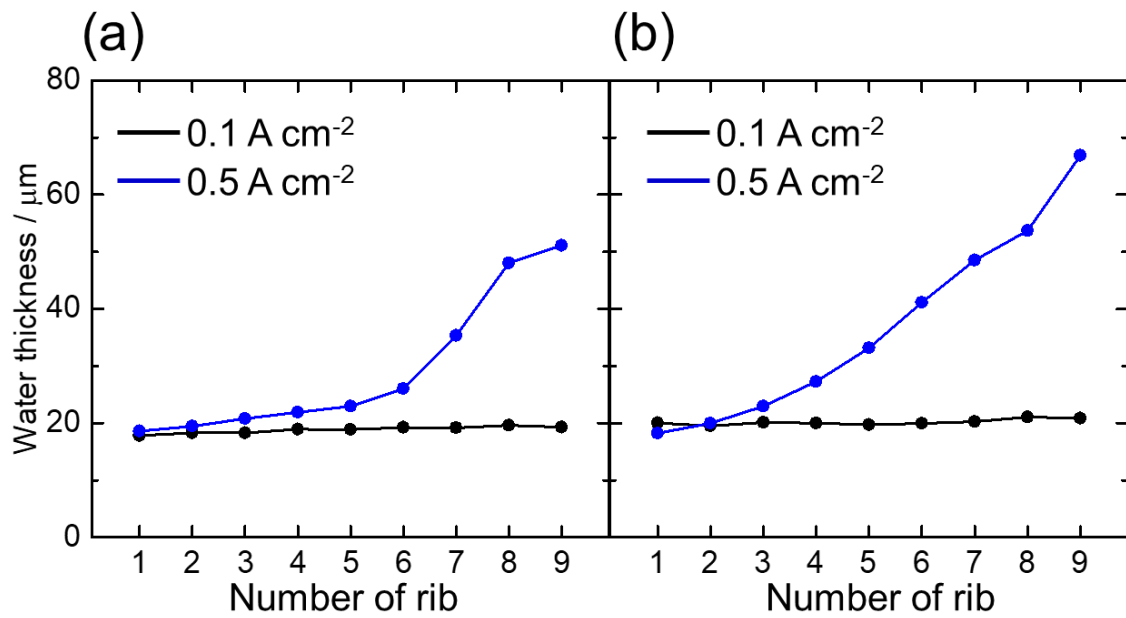 (a)
(b)
80
60
40
20
0
Water thickness / μm
0.1 A cm-2
0.5 A cm-2
0.1 A cm-2
0.5 A cm-2
1 2 3 4 5 6 7 8 9
1 2 3 4 5 6 7 8 9
Number of rib
Number of rib